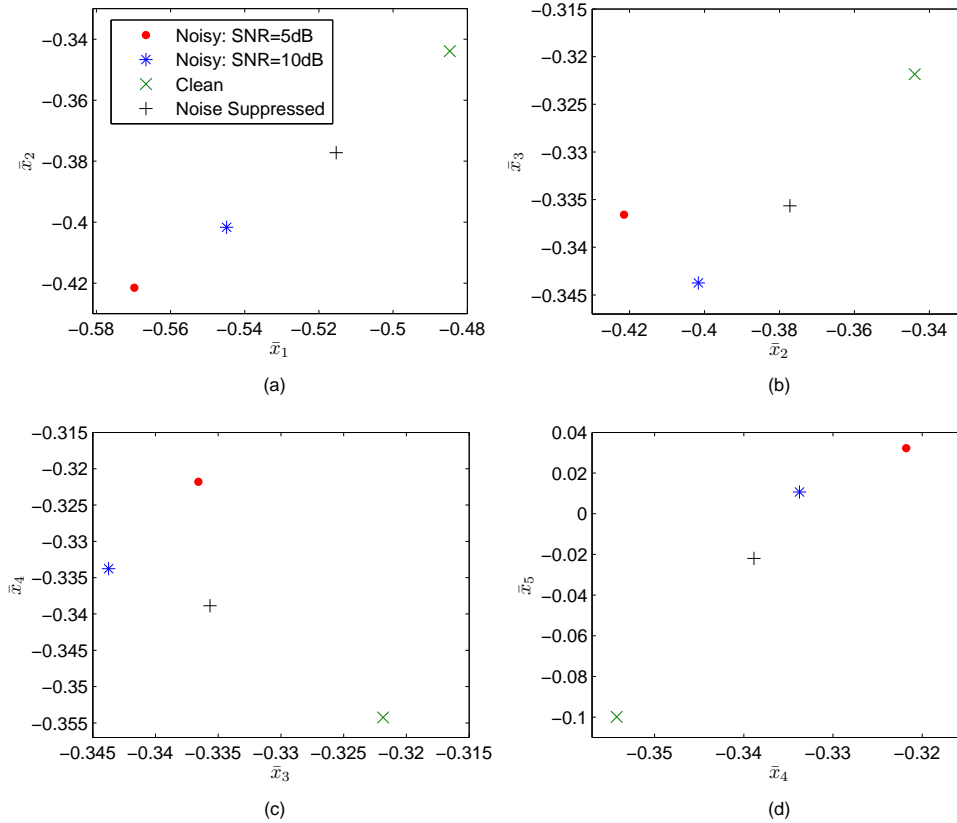 −0.34
−0.36
−0.38
−0.4
−0.42
x̄2
−0.58 −0.56 −0.54 −0.52 −0.5 −0.48
x̄1
(a)
Noisy: SNR=5dB
Noisy: SNR=10dB
Clean
Noise Suppressed
−0.315
−0.32
−0.325
−0.33
−0.335
−0.34
−0.345
x̄3
−0.42 −0.4 −0.38 −0.36 −0.34
x̄2
(b)
−0.315
−0.32
−0.325
−0.33
−0.335
−0.34
−0.345
−0.35
−0.355
x̄4
−0.345 −0.34 −0.335 −0.33 −0.325 −0.32 −0.315
x̄3
(c)
0.04
0.02
0
−0.02
−0.04
−0.06
−0.08
−0.1
x̄5
−0.35 −0.34 −0.33 −0.32
x̄4
(d)